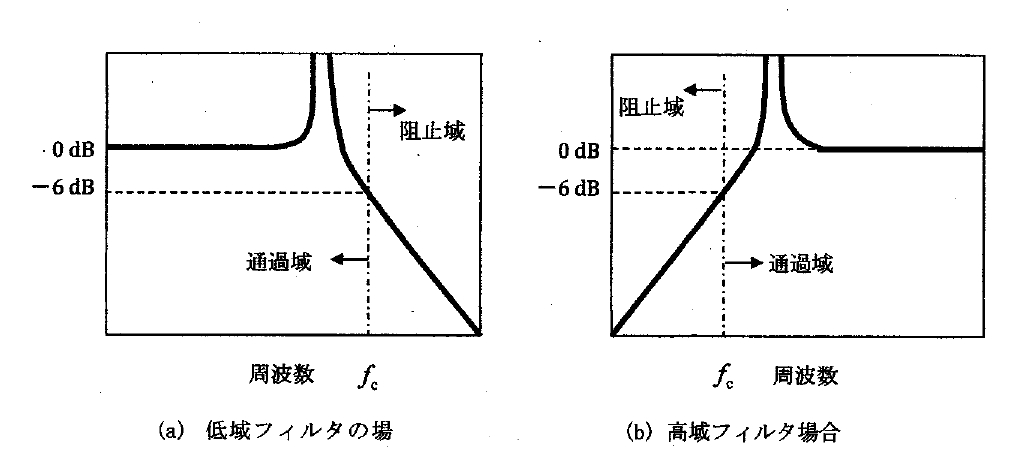 阻止域
0 dB
−6 dB
通過域
周波数 fc
(a) 低域フィルタの場
阻止域
0 dB
−6 dB
通過域
fc 周波数
(b) 高域フィルタ場合